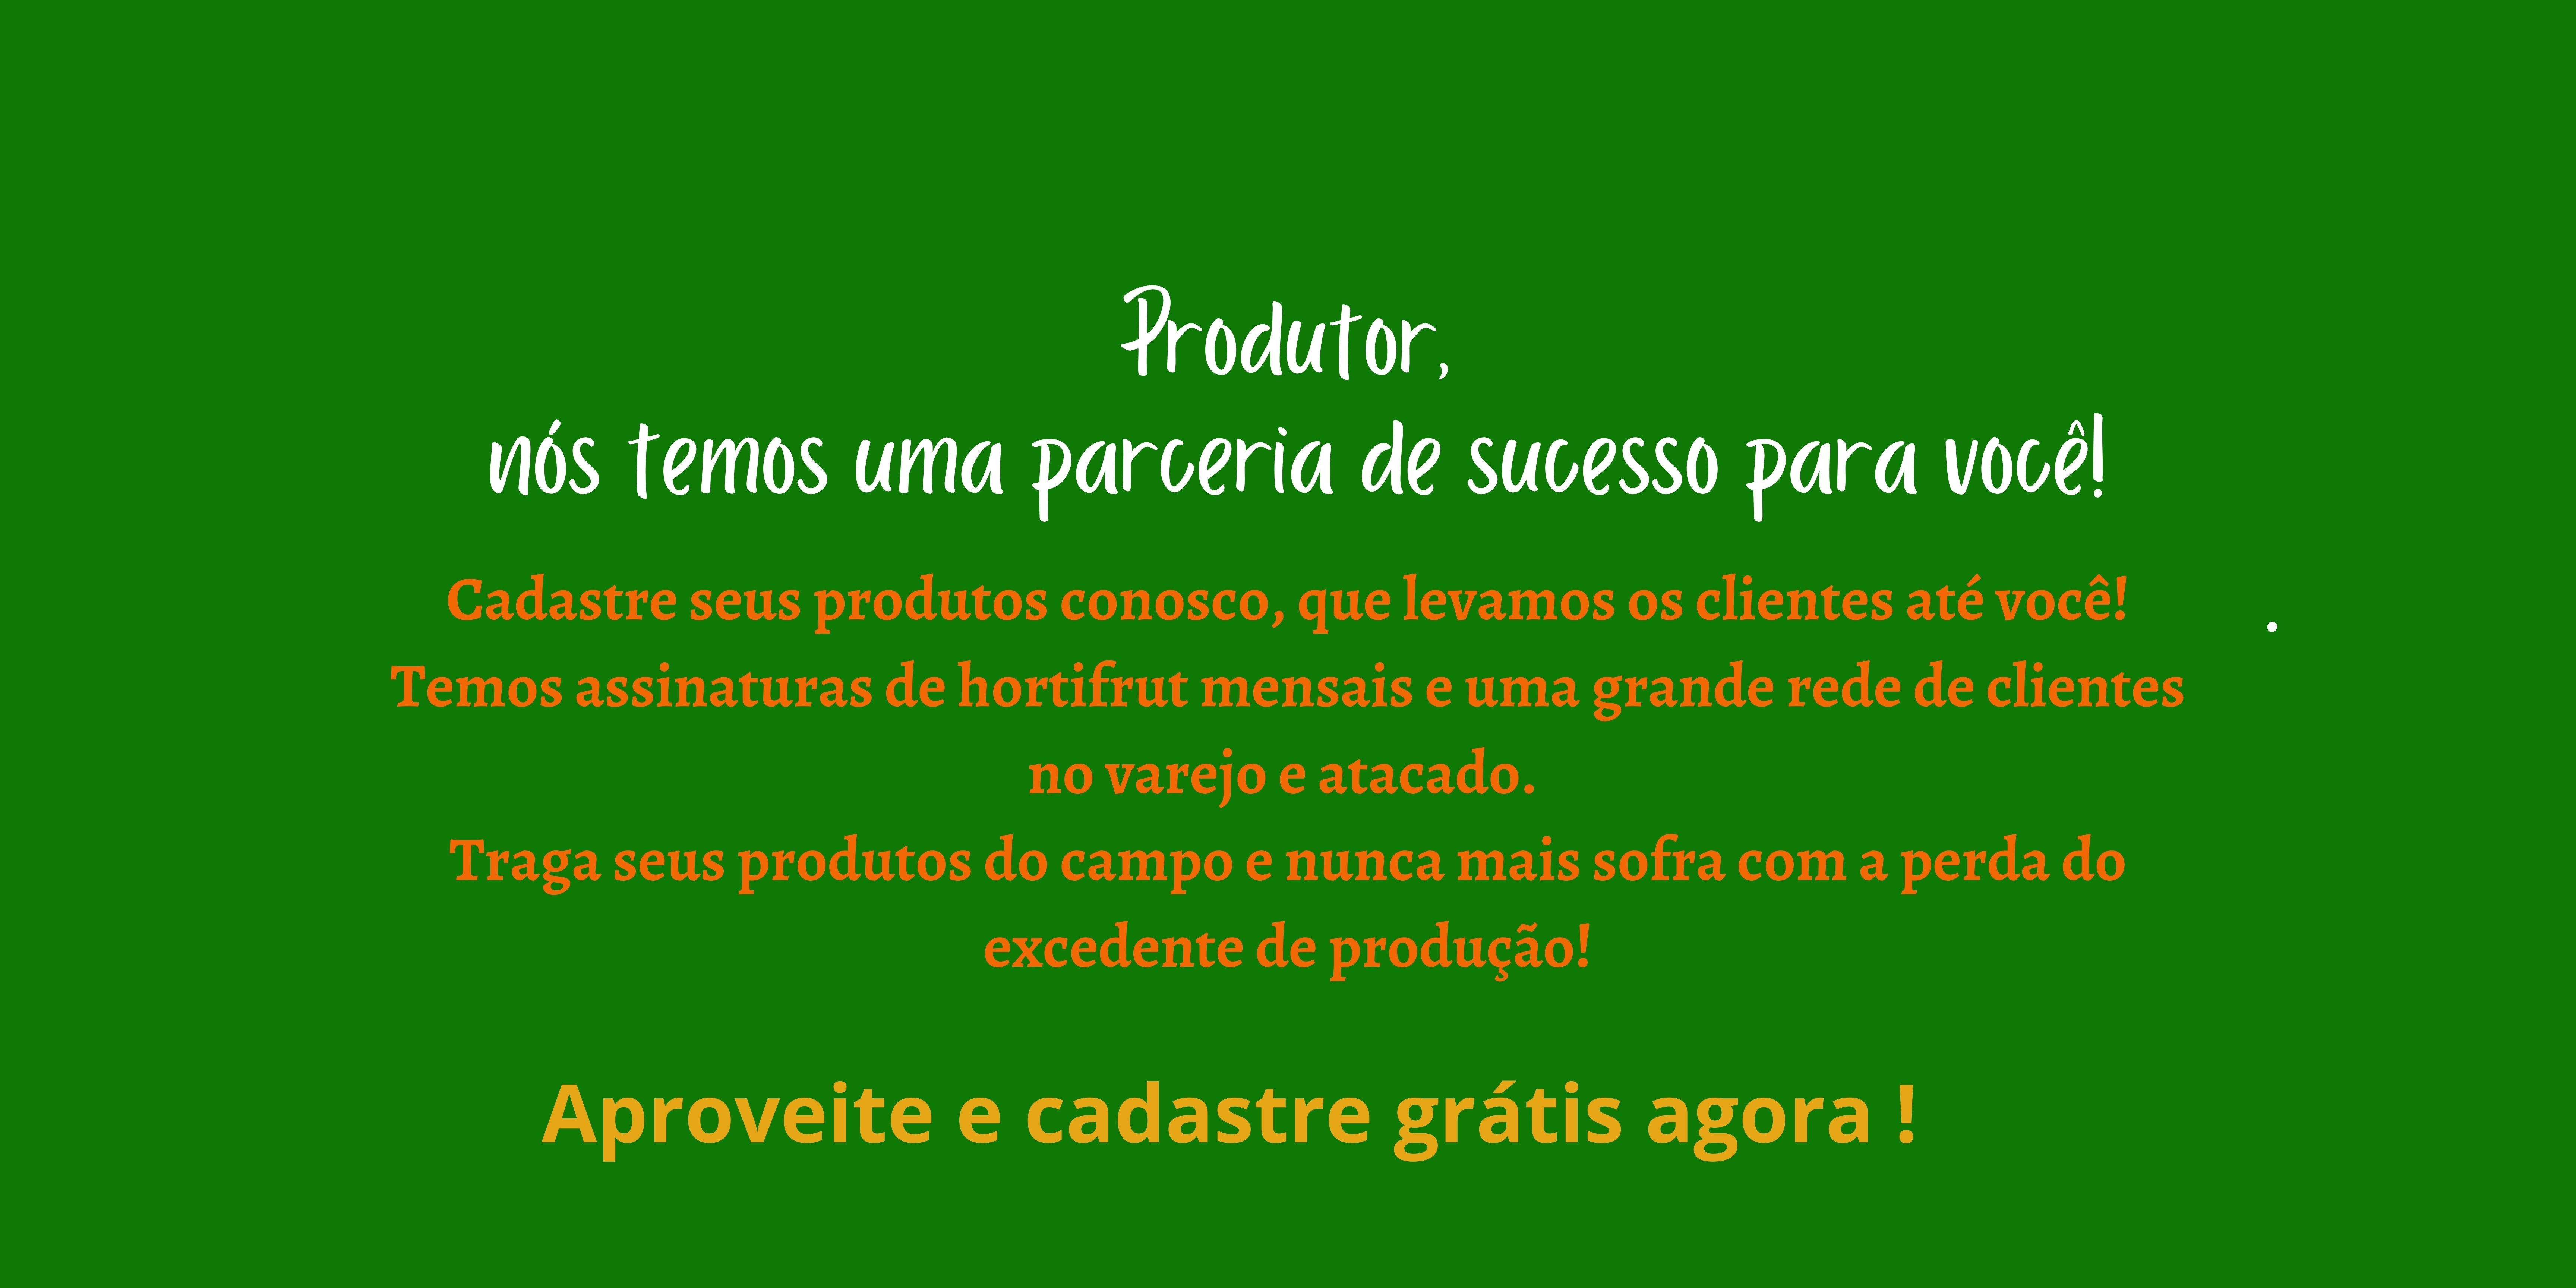 Produtor,
nós temos uma parceria de sucesso para você!
Cadastre seus produtos conosco, que levamos os clientes até você!
.
Temos assinaturas de hortifrut mensais e uma grande rede de clientes
no varejo e atacado.
Traga seus produtos do campo e nunca mais sofra com a perda do
excedente de produção!
Aproveite e cadastre grátis agora !